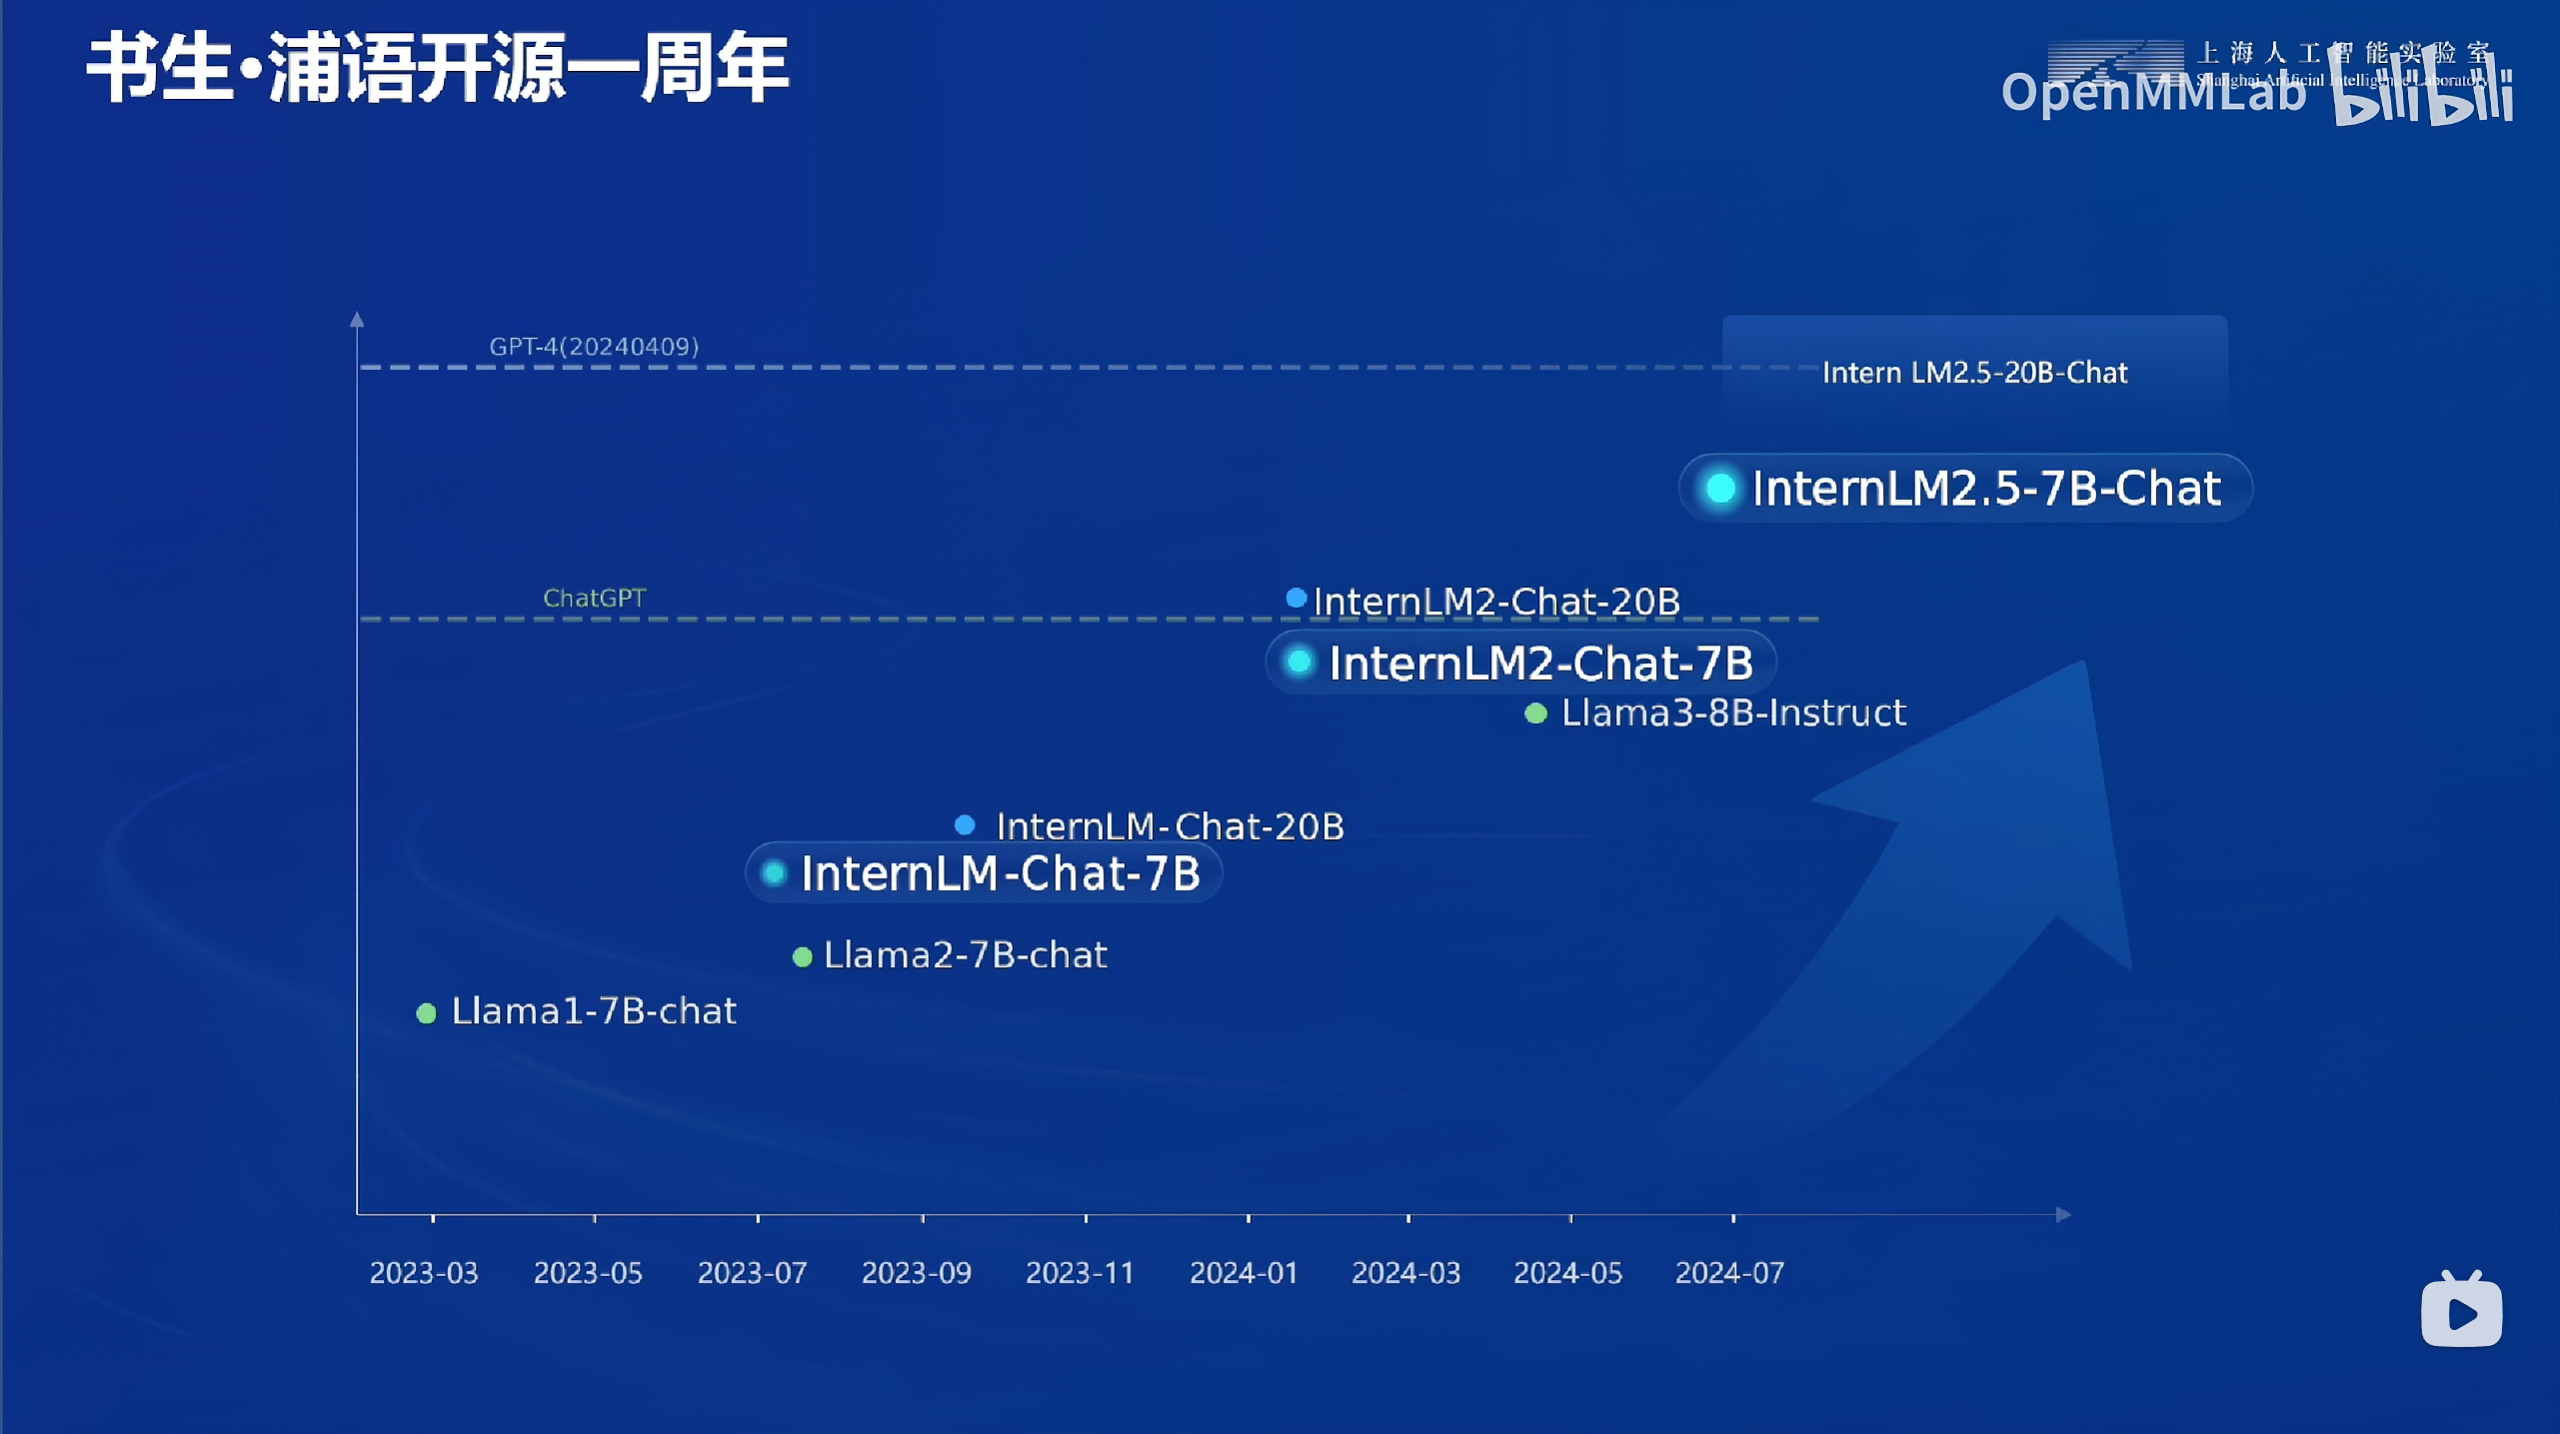 书生•浦语开源一周年
上海人工智能实验室
Shanghai Artificial Intelligence Laboratory
OpenMMLab bilibili
GPT-4(20240409)
Intern LM2.5-20B-Chat
InternLM2.5-7B-Chat
ChatGPT
InternLM2-Chat-20B
InternLM2-Chat-7B
Llama3-8B-Instruct
InternLM-Chat-20B
InternLM-Chat-7B
Llama2-7B-chat
Llama1-7B-chat
2023-03 2023-05 2023-07 2023-09 2023-11 2024-01 2024-03 2024-05 2024-07